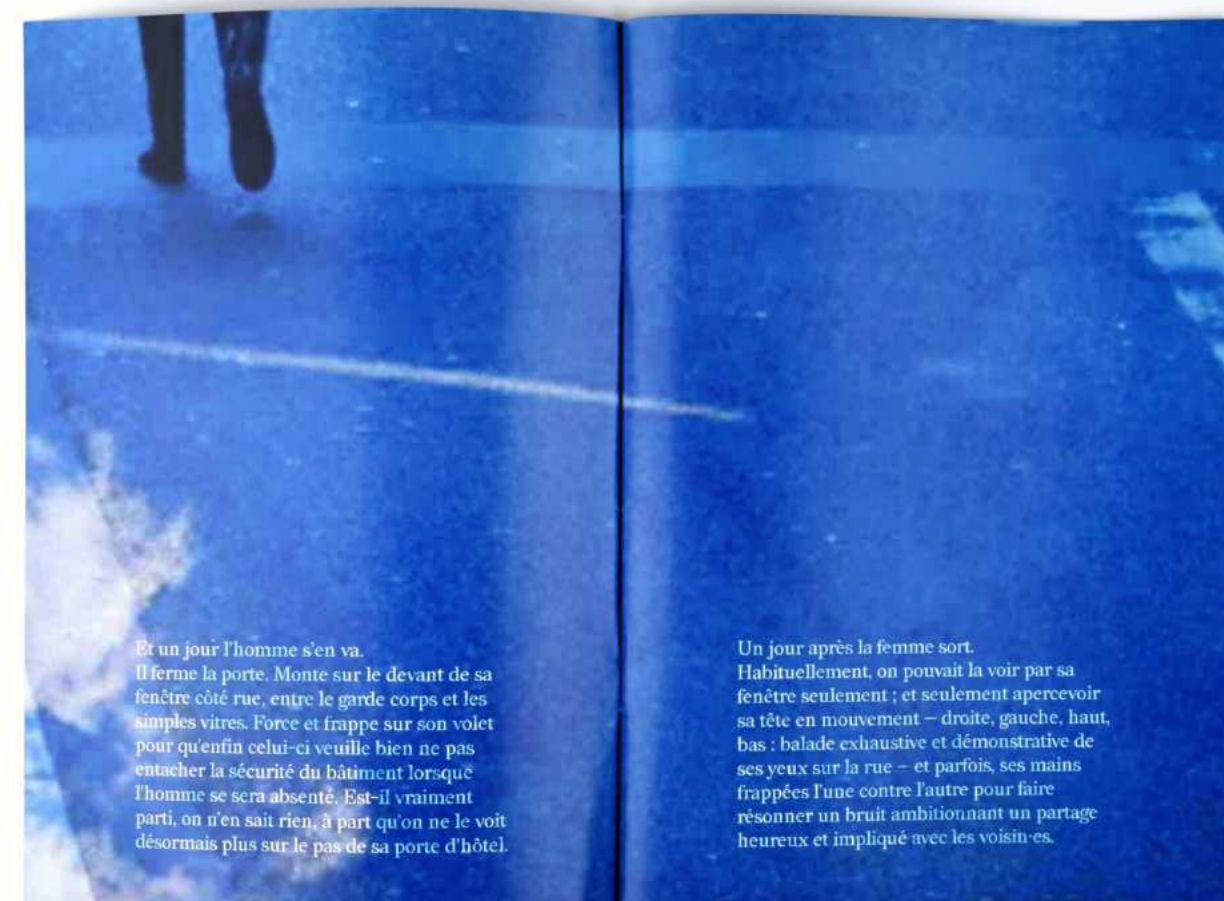 Et un jour l'homme s'en va.
Il ferme la porte. Monte sur le devant de sa
fenêtre côté rue, entre le garde corps et les
simples vitres. Force et frappe sur son volet
pour qu'enfin celui-ci veuille bien ne pas
entacher la sécurité du bâtiment lorsque
l'homme se sera absenté. Est-il vraiment
parti, on n'en sait rien, à part qu'on ne le voit
désormais plus sur le pas de sa porte d'hôtel.
Un jour après la femme sort.
Habituellement, on pouvait la voir par sa
fenêtre seulement ; et seulement apercevoir
sa tête en mouvement – droite, gauche, haut,
bas : balade exhaustive et démonstrative de
ses yeux sur la rue – et parfois, ses mains
frappées l'une contre l'autre pour faire
résonner un bruit ambitionnant un partage
heureux et impliqué avec les voisin·es.